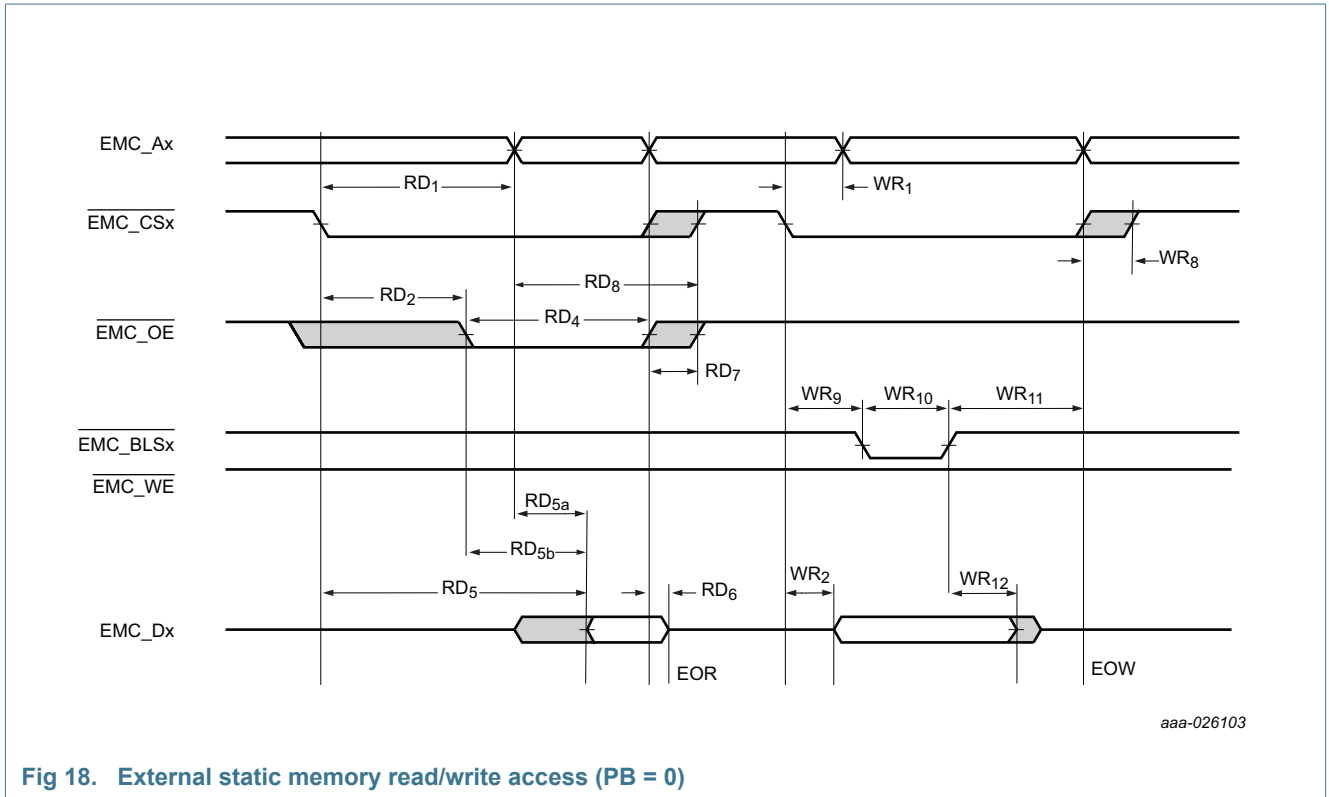 EMC_Ax
RD1
WR1
EMC_CSx
WR8
RD8
RD2
RD4
EMC_OE
RD7
WR9
WR10
WR11
EMC_BLSx
EMC_WE
RD5a
RD5b
RD5
RD6
WR2
WR12
EMC_Dx
EOR
EOW
aaa-026103
Fig 18. External static memory read/write access (PB = 0)